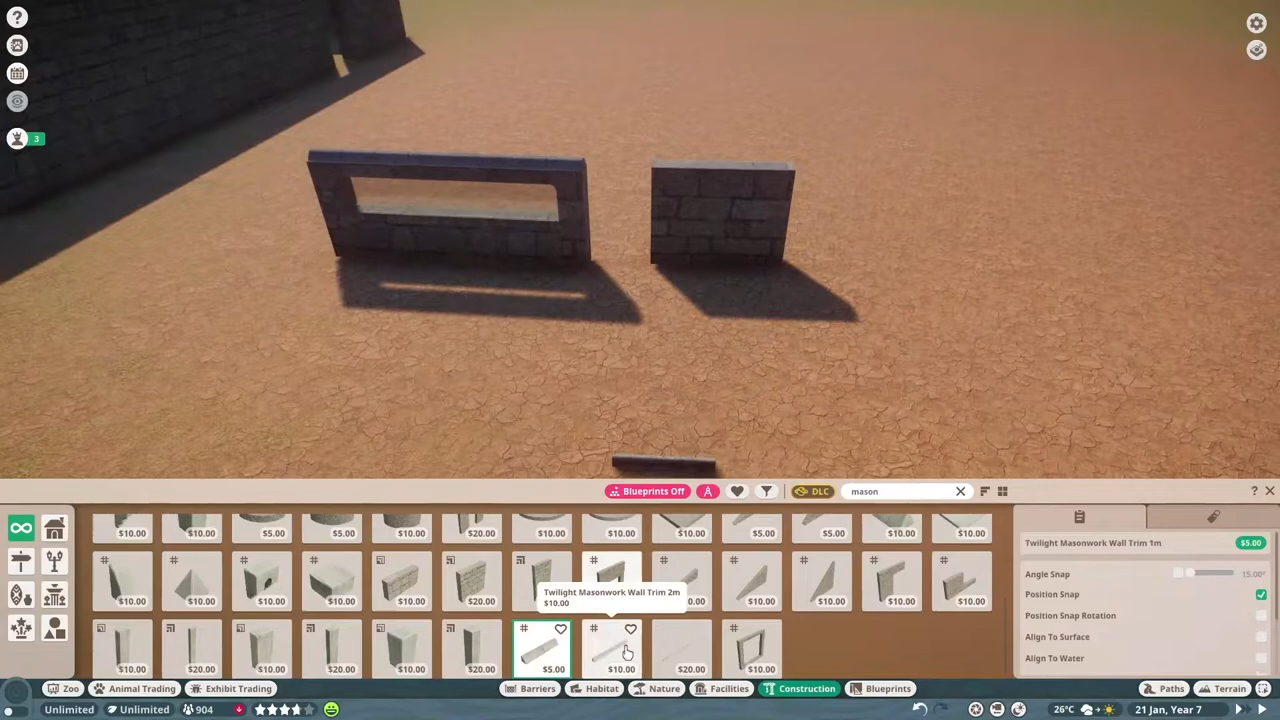 ?
3
Blueprints Off
DLC
mason
?
$10.00 $10.00 $5.00 $5.00 $10.00 $20.00 $10.00 $10.00 $10.00 $5.00 $5.00 $10.00 $10.00
Twilight Masonwork Wall Trim 1m $5.00
Angle Snap 15.00°
Position Snap
Position Snap Rotation
Align To Surface
Align To Water
Twilight Masonwork Wall Trim 2m
$10.00
$10.00 $10.00 $10.00 $10.00 $10.00 $20.00 $10.00 $10.00 $10.00 $10.00
$10.00 $20.00 $10.00 $20.00 $10.00 $20.00 $5.00 $10.00 $20.00 $10.00
Zoo Animal Trading Exhibit Trading Barriers Habitat Nature Facilities Construction Blueprints Paths Terrain
Unlimited Unlimited 904 26°C 21 Jan, Year 7